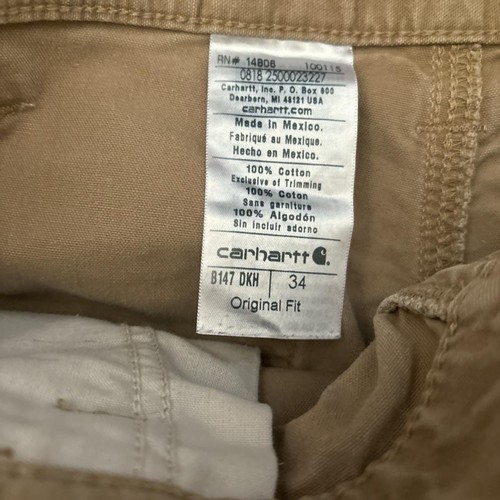 RN# 14806 100115
0818 2500023227
Carhartt, Inc. P. O. Box 600
Dearborn, MI 48121 USA
carhartt.com
Made in Mexico.
Fabriqué au Mexique.
Hecho en Mexico.
100% Cotton
Exclusive of Trimming
100% Coton
Sans garniture
100% Algodón
Sin incluir adorno
carhartt
B147 DKH 34
Original Fit